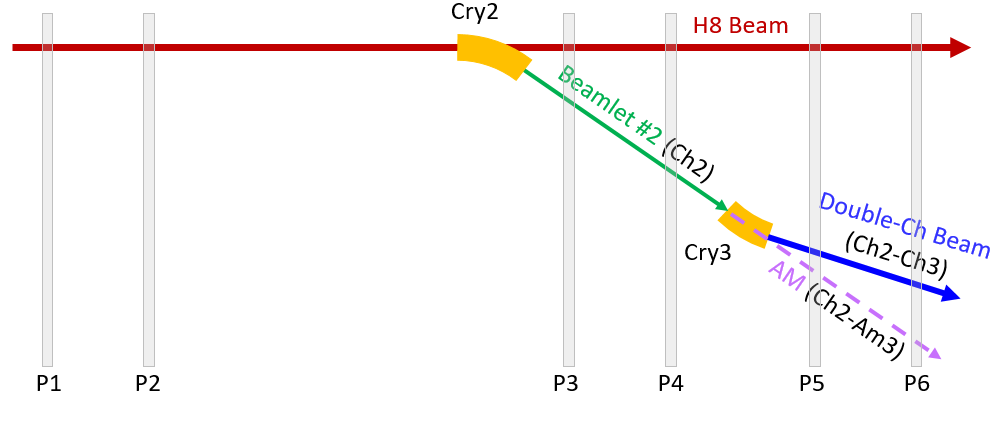 Cry2
H8 Beam
Beamlet #2 (Ch2)
Double-Ch Beam
(Ch2-Ch3)
Cry3
AM (Ch2-Am3)
P1
P2
P3
P4
P5
P6